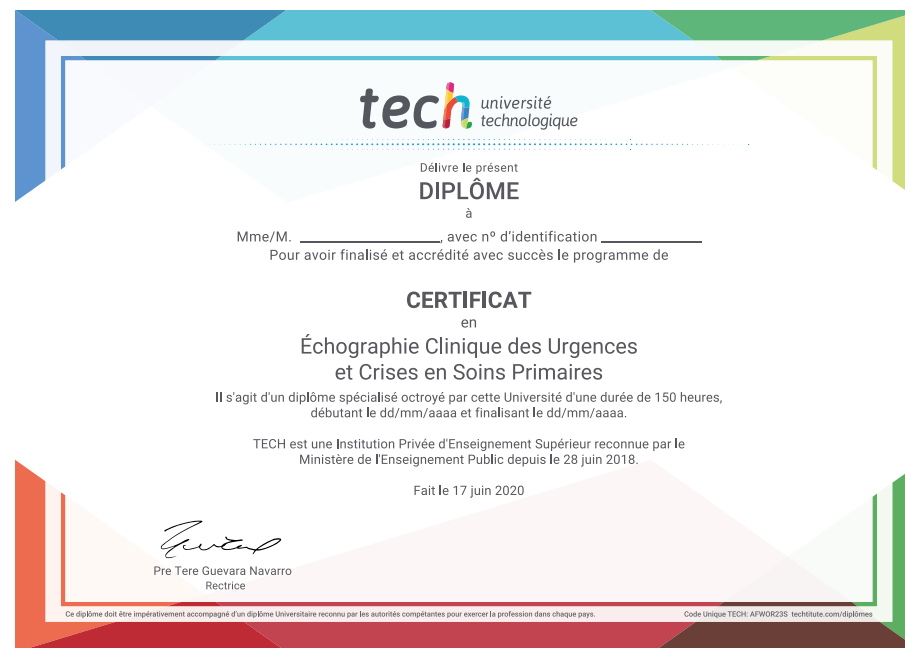 tech université
technologique
Délivre le présent
DIPLÔME
à
Mme/M. ____________________, avec nº d'identification ______________
Pour avoir finalisé et accrédité avec succès le programme de
CERTIFICAT
en
Échographie Clinique des Urgences
et Crises en Soins Primaires
Il s'agit d'un diplôme spécialisé octroyé par cette Université d'une durée de 150 heures,
débutant le dd/mm/aaaa et finalisant le dd/mm/aaaa.
TECH est une Institution Privée d'Enseignement Supérieur reconnue par le
Ministère de l'Enseignement Public depuis le 28 juin 2018.
Fait le 17 juin 2020
Pre Tere Guevara Navarro
Rectrice
Ce diplôme doit être impérativement accompagné d'un diplôme Universitaire reconnu par les autorités compétantes pour exercer la profession dans chaque pays.
Code Unique TECH: AFWOR23S techtitute.com/diplômes